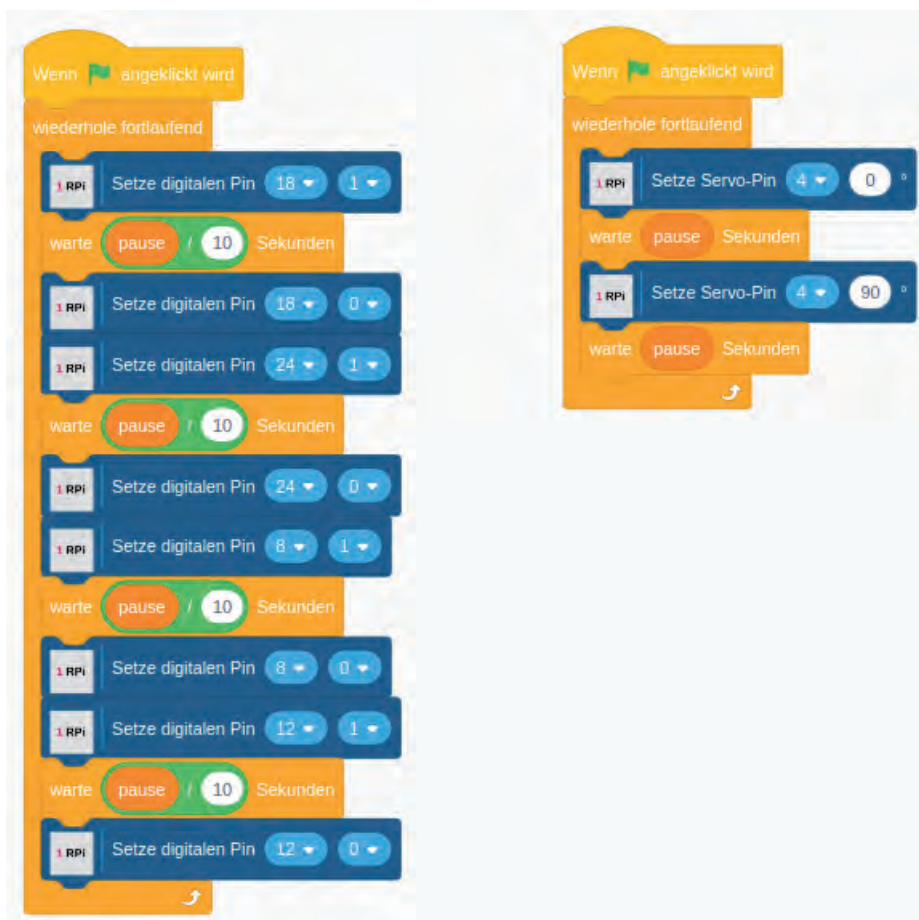 Wenn angeklickt wird
wiederhole fortlaufend
1 RPi Setze digitalen Pin 18 1
warte pause / 10 Sekunden
1 RPi Setze digitalen Pin 18 0
1 RPi Setze digitalen Pin 24 1
warte pause / 10 Sekunden
1 RPi Setze digitalen Pin 24 0
1 RPi Setze digitalen Pin 8 1
warte pause / 10 Sekunden
1 RPi Setze digitalen Pin 8 0
1 RPi Setze digitalen Pin 12 1
warte pause / 10 Sekunden
1 RPi Setze digitalen Pin 12 0
Wenn angeklickt wird
wiederhole fortlaufend
1 RPi Setze Servo-Pin 4 0 °
warte pause Sekunden
1 RPi Setze Servo-Pin 4 90 °
warte pause Sekunden